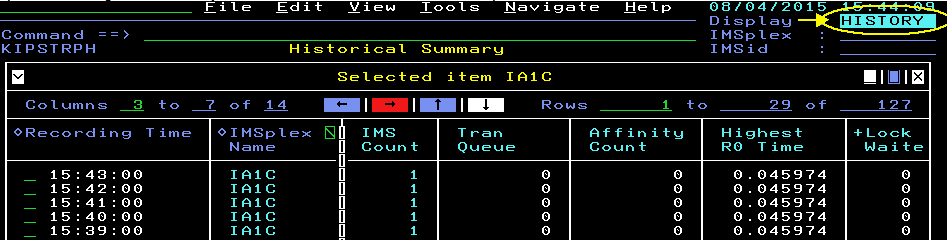 File Edit View Tools Navigate Help 08/04/2015 15:44:09
Display HISTORY
Command ==> IMSplex :
KIPSTRPH Historical Summary IMSid :
Selected item IA1C
Columns 3 to 7 of 14 ← | → | ↑ | ↓ Rows 1 to 29 of 127
◇Recording Time ◇IMSplex IMS Tran Affinity Highest +Lock
Name Count Queue Count R0 Time Waite
_ 15:43:00 IA1C 1 0 0 0.045974 0
_ 15:42:00 IA1C 1 0 0 0.045974 0
_ 15:41:00 IA1C 1 0 0 0.045974 0
_ 15:40:00 IA1C 1 0 0 0.045974 0
_ 15:39:00 IA1C 1 0 0 0.045974 0